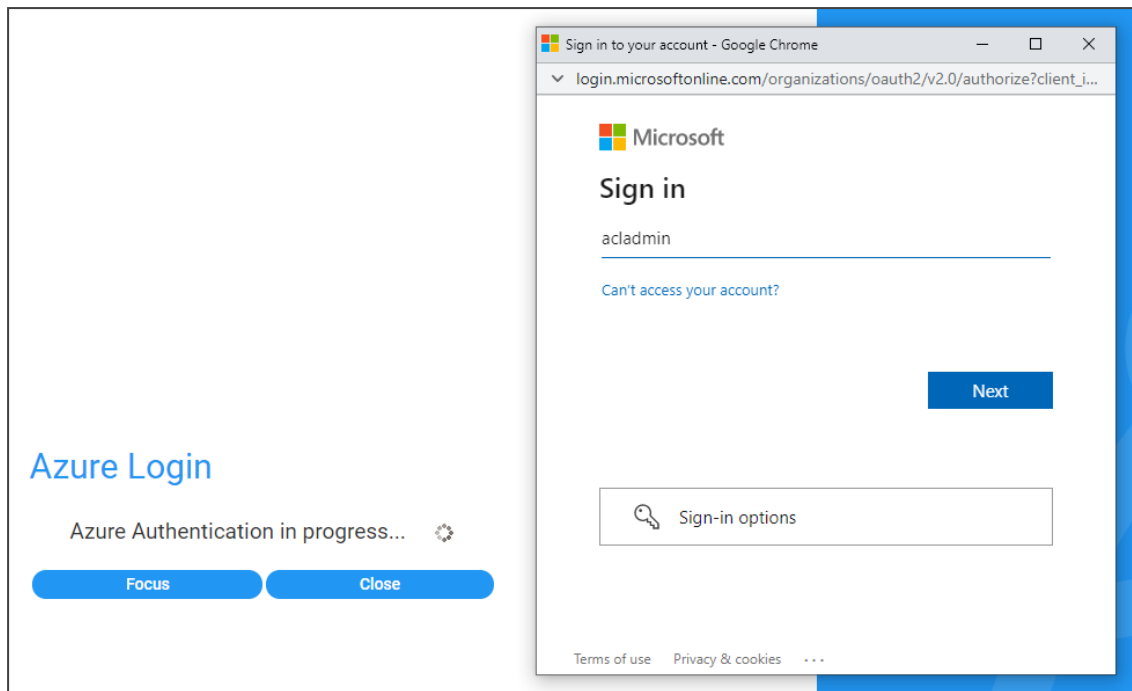 Sign in to your account - Google Chrome
login.microsoftonline.com/organizations/oauth2/v2.0/authorize?client_i...
Microsoft
Sign in
acladmin
Can't access your account?
Next
Sign-in options
Terms of use Privacy & cookies ...
Azure Login
Azure Authentication in progress...
Focus Close